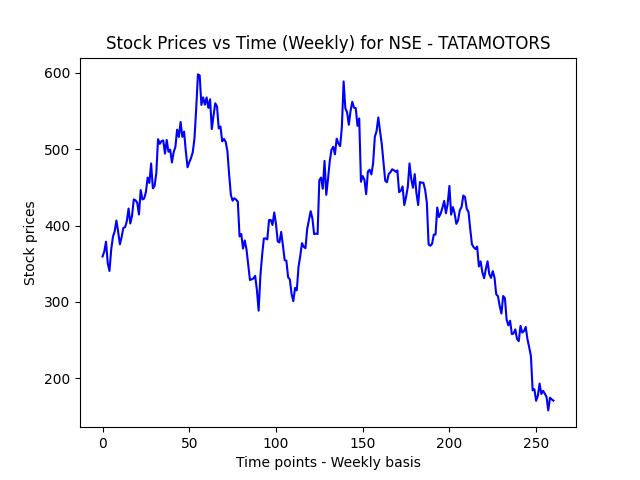 Stock Prices vs Time (Weekly) for NSE - TATAMOTORS
600
500
400
300
200
Stock prices
0 50 100 150 200 250
Time points - Weekly basis